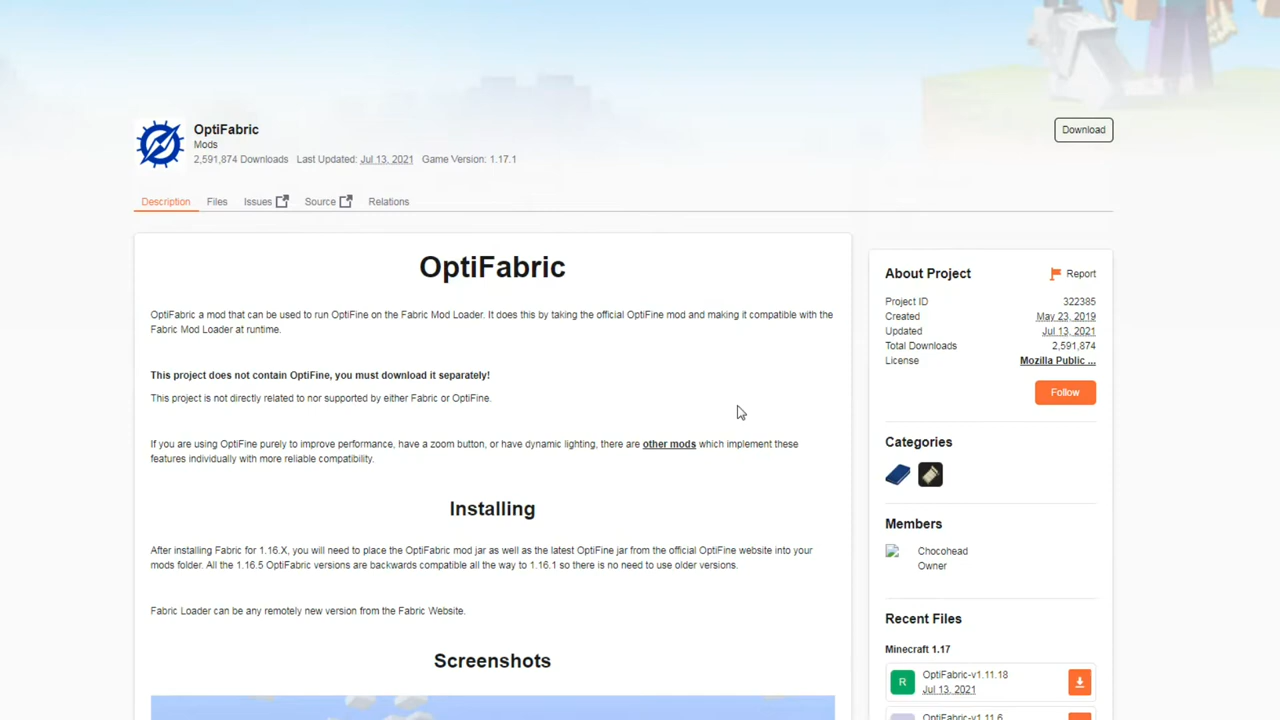 OptiFabric
Mods
2,591,874 Downloads Last Updated: Jul 13, 2021 Game Version: 1.17.1
Download
Description Files Issues Source Relations
OptiFabric
OptiFabric a mod that can be used to run OptiFine on the Fabric Mod Loader. It does this by taking the official OptiFine mod and making it compatible with the
Fabric Mod Loader at runtime.
This project does not contain OptiFine, you must download it separately!
This project is not directly related to nor supported by either Fabric or OptiFine.
If you are using OptiFine purely to improve performance, have a zoom button, or have dynamic lighting, there are other mods which implement these
features individually with more reliable compatibility.
Installing
After installing Fabric for 1.16.X, you will need to place the OptiFabric mod jar as well as the latest OptiFine jar from the official OptiFine website into your
mods folder. All the 1.16.5 OptiFabric versions are backwards compatible all the way to 1.16.1 so there is no need to use older versions.
Fabric Loader can be any remotely new version from the Fabric Website.
Screenshots
About Project
Report
Project ID 322385
Created May 23, 2019
Updated Jul 13, 2021
Total Downloads 2,591,874
License Mozilla Public ...
Follow
Categories
Members
Chocohead
Owner
Recent Files
Minecraft 1.17
R OptiFabric-v1.11.18
Jul 13, 2021
OptiFabric-v1.11.6